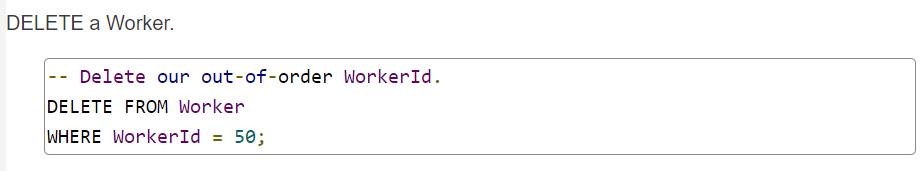 DELETE a Worker.
-- Delete our out-of-order WorkerId.
DELETE FROM Worker
WHERE WorkerId = 50;